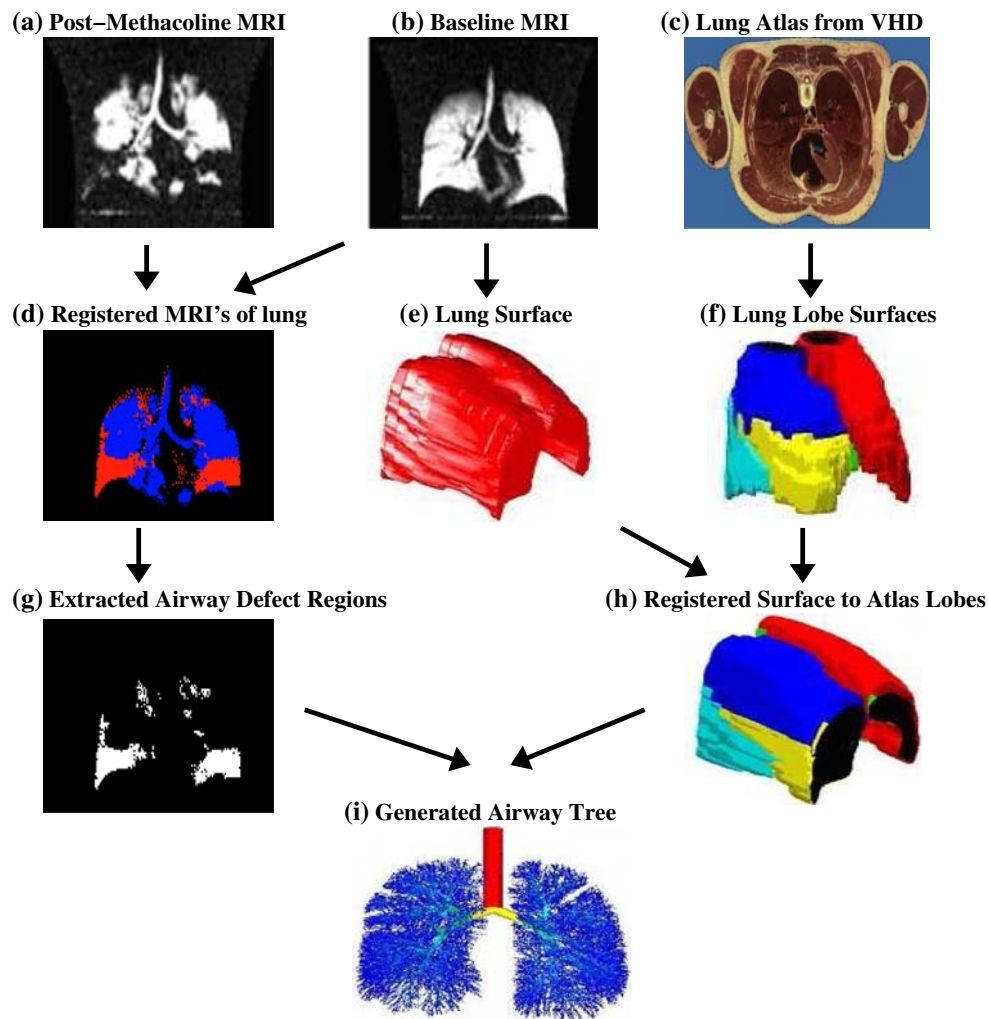 (a) Post−Methacoline MRI
(b) Baseline MRI
(c) Lung Atlas from VHD
(d) Registered MRI's of lung
(e) Lung Surface
(f) Lung Lobe Surfaces
(g) Extracted Airway Defect Regions
(h) Registered Surface to Atlas Lobes
(i) Generated Airway Tree